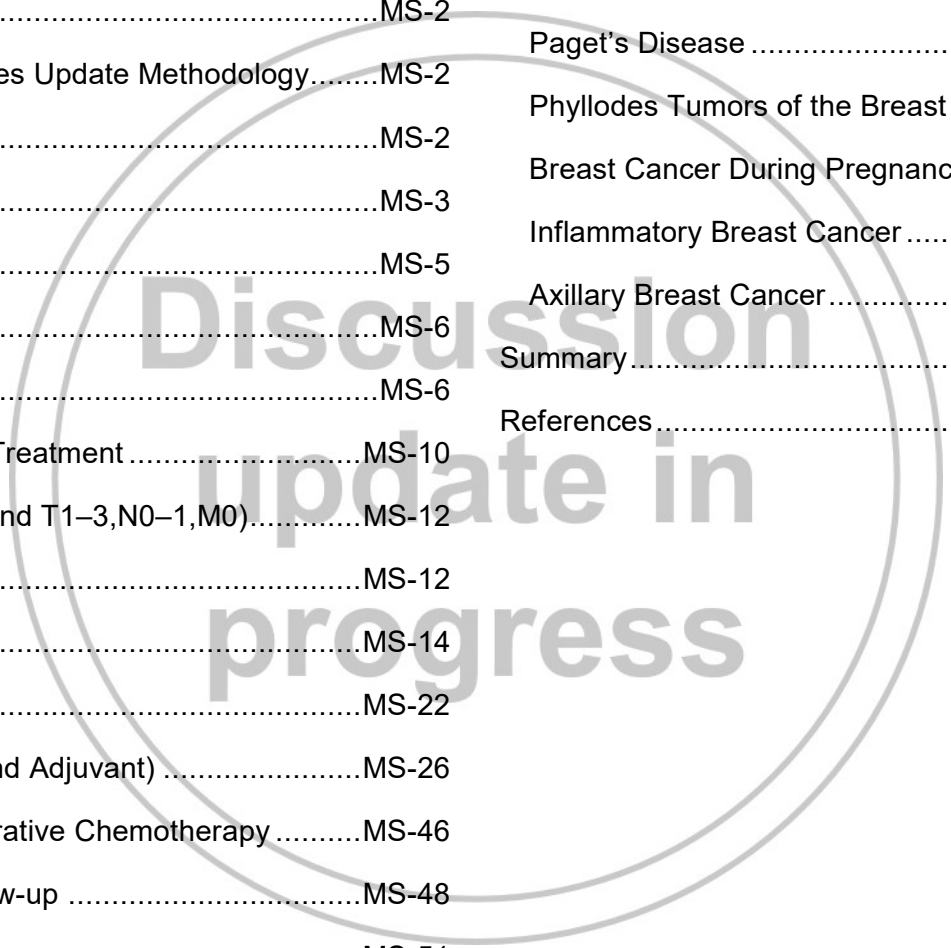 .......................................MS-2
es Update Methodology........MS-2
.......................................MS-2
.......................................MS-3
.......................................MS-5
.......................................MS-6
.......................................MS-6
Treatment..........................MS-10
nd T1–3,N0–1,M0).............MS-12
.....................................MS-12
.....................................MS-14
.....................................MS-22
nd Adjuvant)......................MS-26
rative Chemotherapy..........MS-46
w-up.................................MS-48
Paget’s Disease......................
Phyllodes Tumors of the Breast
Breast Cancer During Pregnanc
Inflammatory Breast Cancer.....
Axillary Breast Cancer..............
Summary..................................
References...............................
Discussion
update in
progress